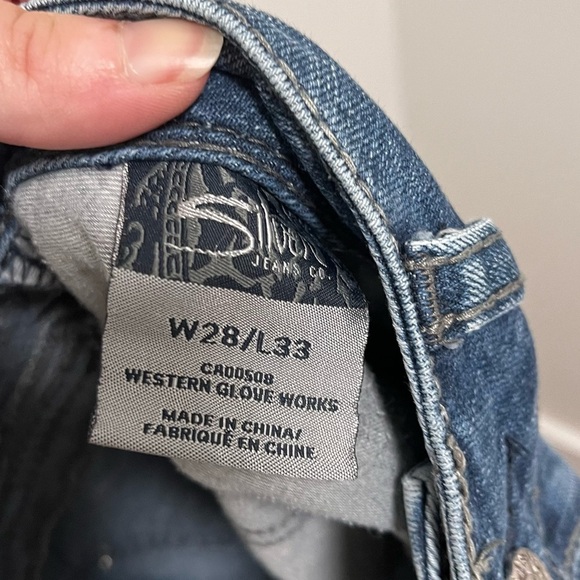 Silver
JEANS CO.
W28/L33
CA00508
WESTERN GLOVE WORKS
MADE IN CHINA/
FABRIQUÉ EN CHINE